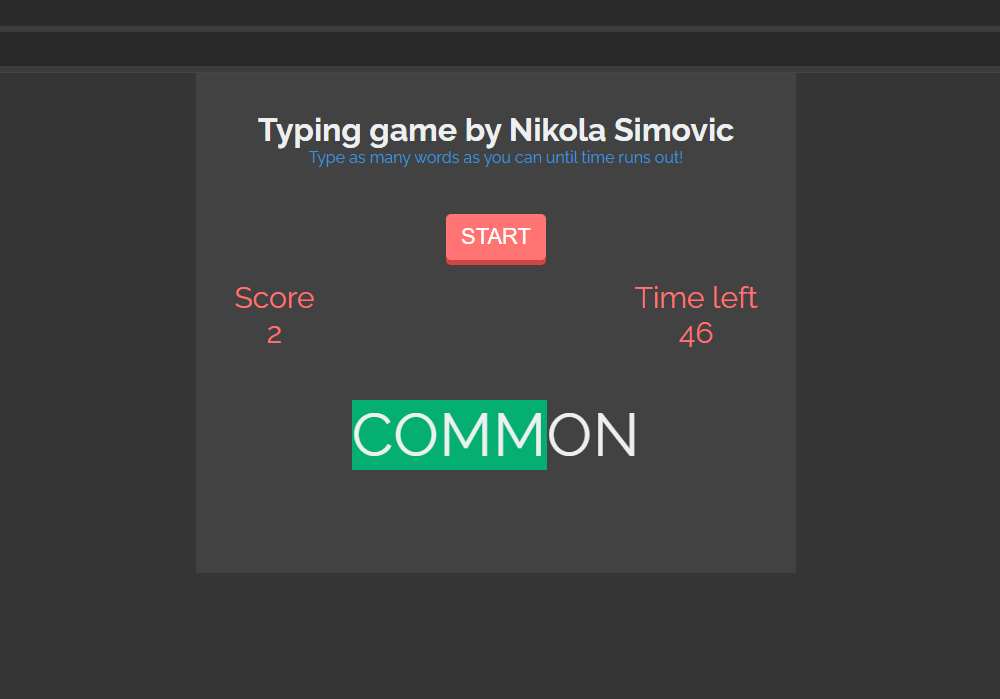 Typing game by Nikola Simovic
Type as many words as you can until time runs out!
START
Score
2
Time left
46
COMMON